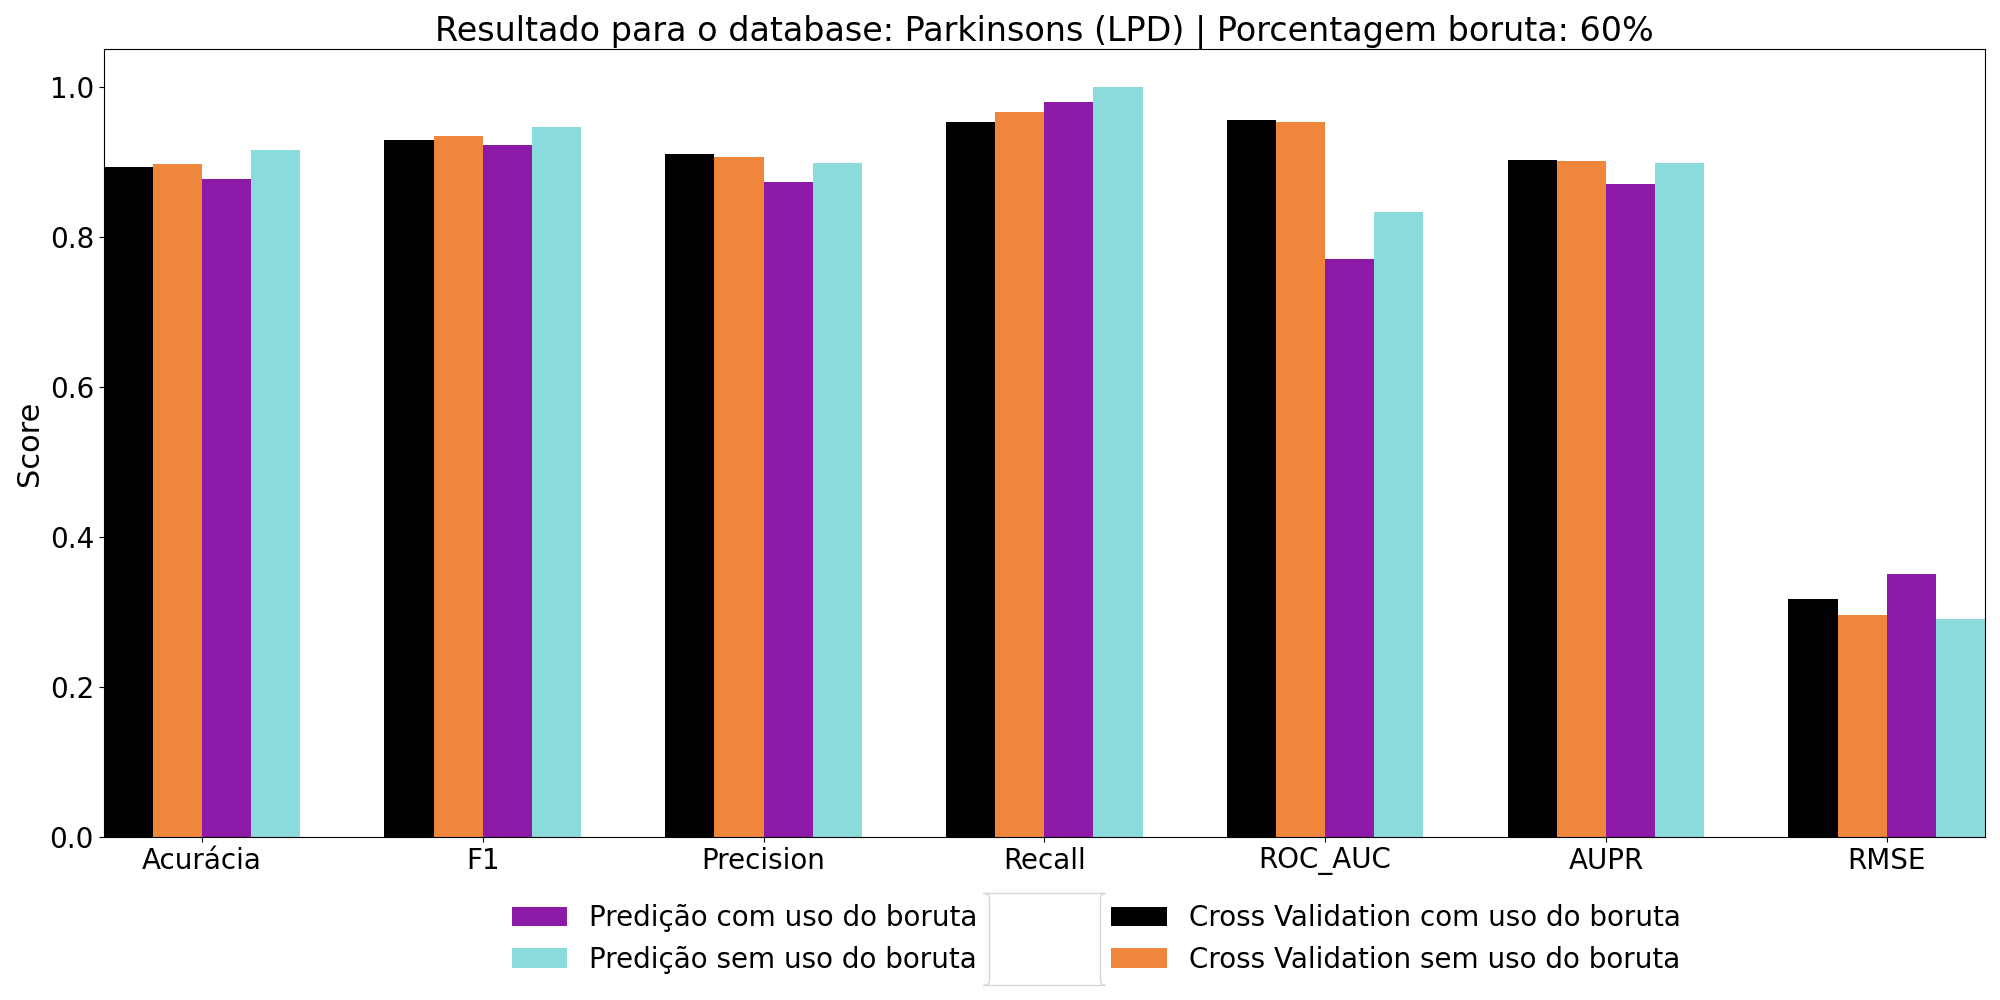 Resultado para o database: Parkinsons (LPD) | Porcentagem boruta: 60%
Score
1.0
0.8
0.6
0.4
0.2
0.0
Acurácia F1 Precision Recall ROC_AUC AUPR RMSE
Predição com uso do boruta
Predição sem uso do boruta
Cross Validation com uso do boruta
Cross Validation sem uso do boruta